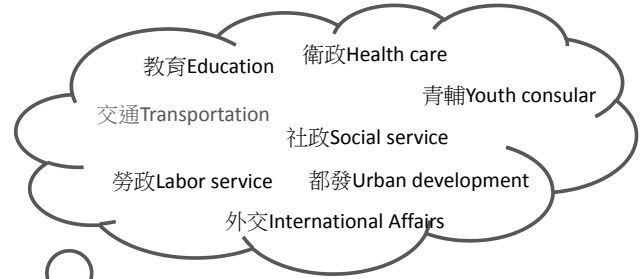 衛政Health care
教育Education
青輔Youth consular
交通Transportation
社政Social service
勞政Labor service
都發Urban development
外交International Affairs